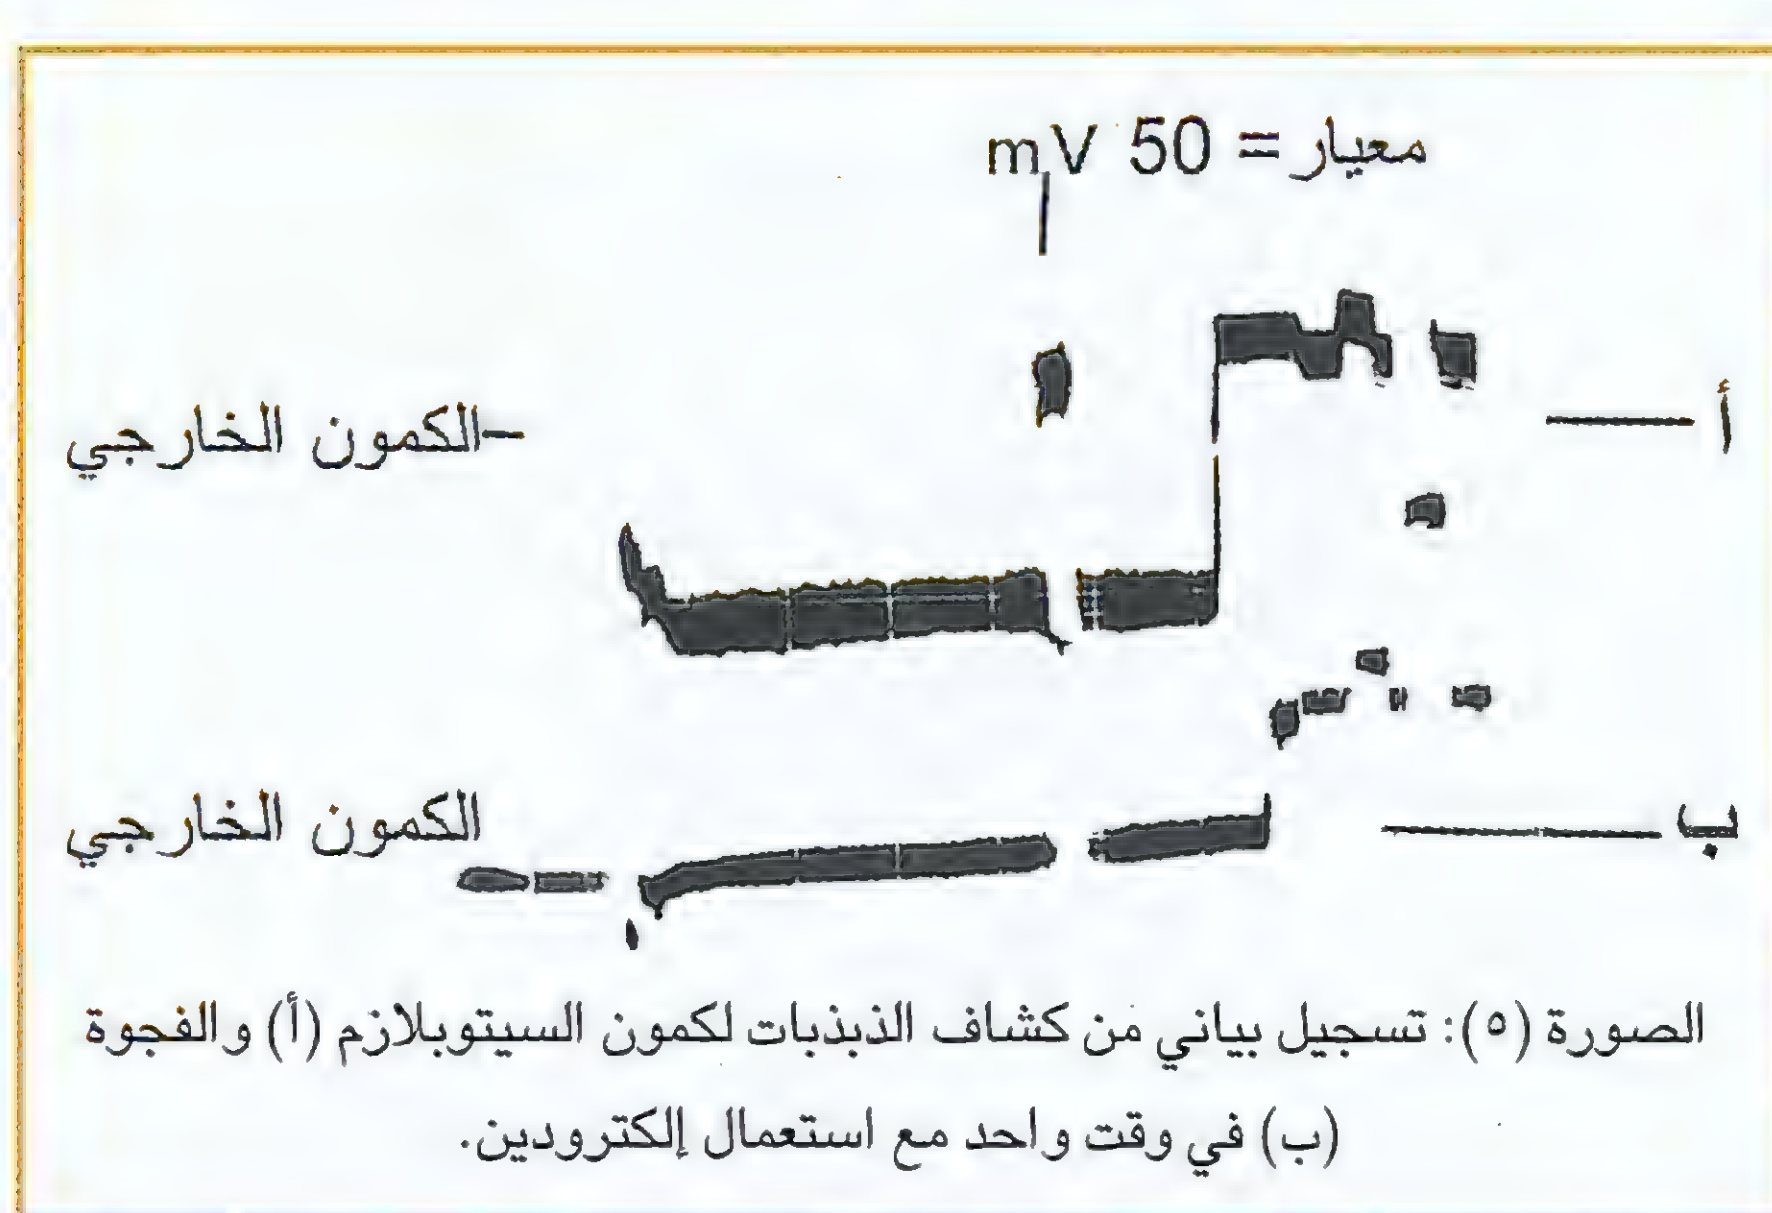 معيار = 50 mV
أ
-الكمون الخارجي
ب
الكمون الخارجي
الصورة (٥): تسجيل بياني من كشاف الذبذبات لكمون السيتوبلازم (أ) والفجوة
(ب) في وقت واحد مع استعمال إلكترودين.